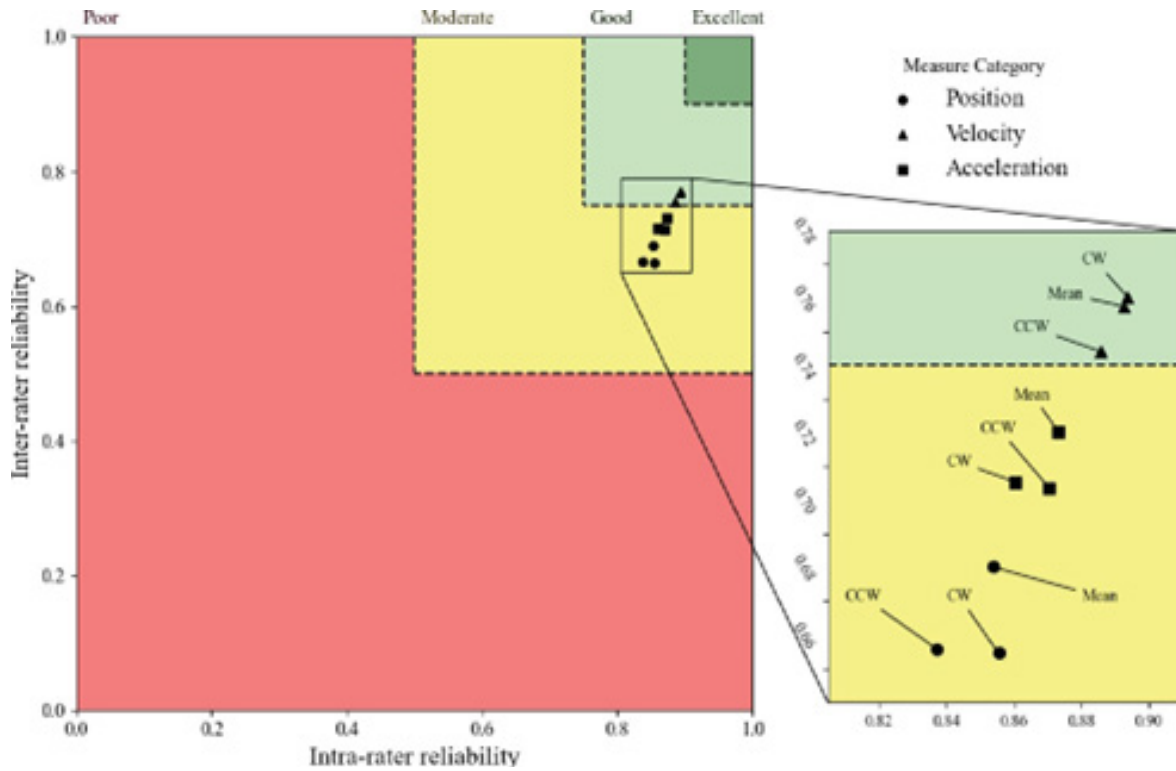 Poor Moderate Good Excellent
1.0
0.8
0.6
0.4
0.2
0.0
Inter-rater reliability
0.0 0.2 0.4 0.6 0.8 1.0
Intra-rater reliability
Measure Category
Position
Velocity
Acceleration
0.78
0.76
0.74
0.72
0.70
0.68
0.66
CW
Mean
CCW
Mean
CCW
CW
Mean
CCW CW
0.82 0.84 0.86 0.88 0.90